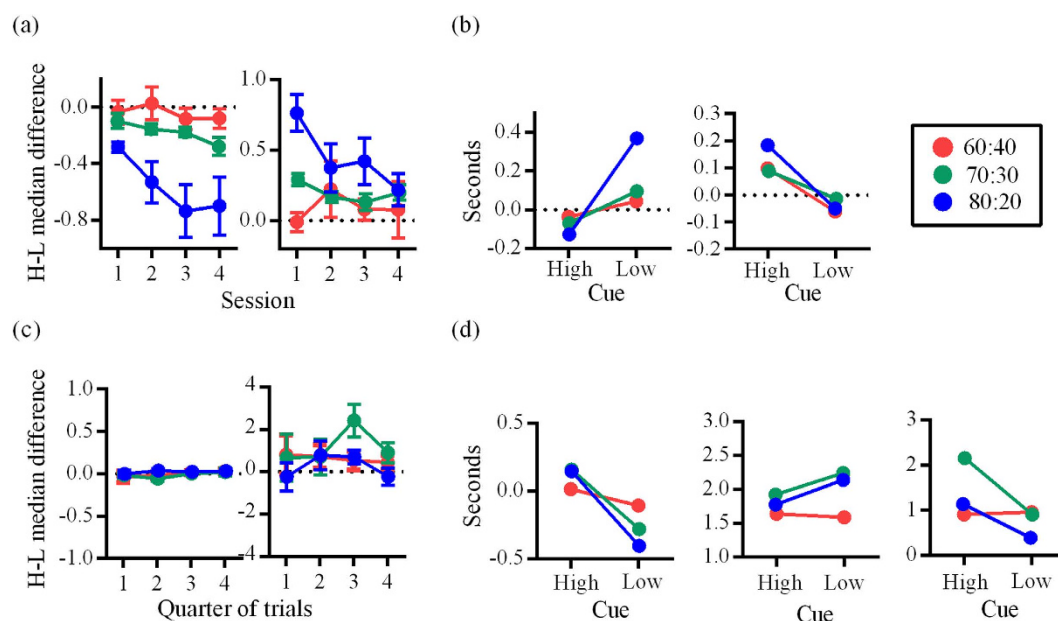 (a)
H-L median difference
0.0
-0.4
-0.8
1 2 3 4
1.0
0.5
0.0
1 2 3 4
Session
(b)
Seconds
0.4
0.2
0.0
-0.2
High Low
Cue
0.2
0.1
0.0
0.1
0.2
High Low
Cue
60:40
70:30
80:20
(c)
H-L median difference
1.0
0.5
0.0
-0.5
-1.0
1 2 3 4
4
2
0
-2
-4
1 2 3 4
Quarter of trials
(d)
Seconds
0.5
0.0
-0.5
High Low
Cue
3.0
2.5
2.0
1.5
1.0
High Low
Cue
3
2
1
0
High Low
Cue